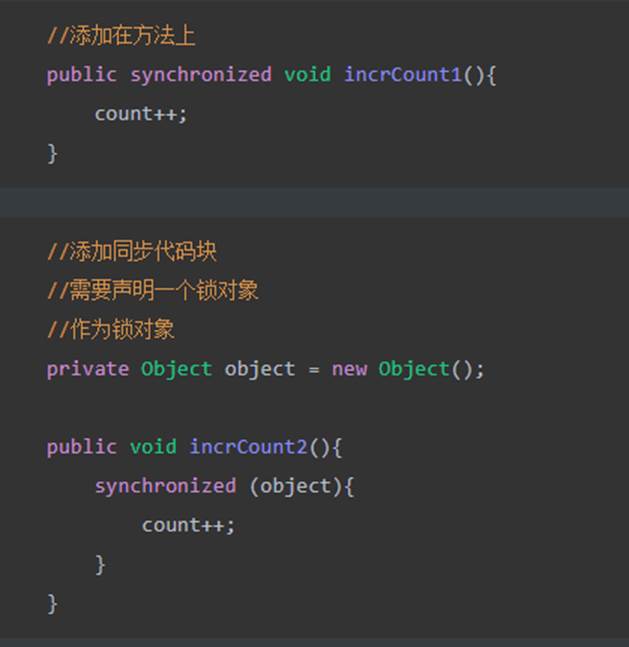 //添加在方法上
public synchronized void incrCount1(){
    count++;
}
//添加同步代码块
//需要声明一个锁对象
//作为锁对象
private Object object = new Object();
public void incrCount2(){
    synchronized (object){
        count++;
    }
}